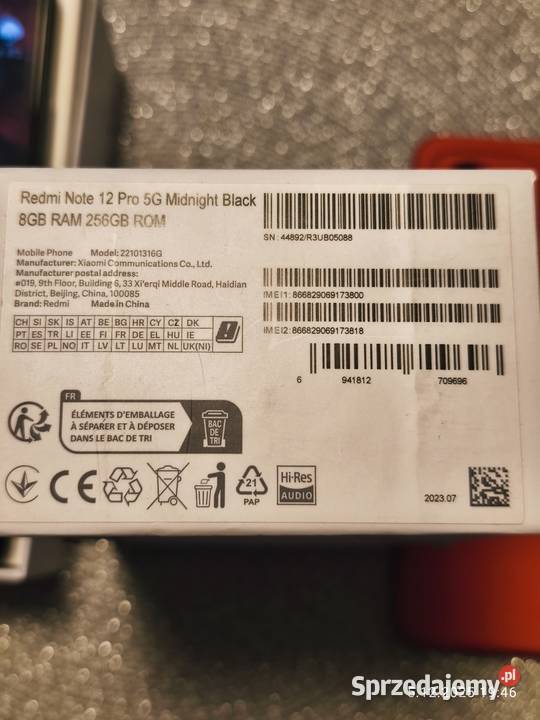 Redmi Note 12 Pro 5G Midnight Black
8GB RAM 256GB ROM
SN: 44892/R3UB05088
Mobile Phone Model: 22101316G
Manufacturer: Xiaomi Communications Co., Ltd.
Manufacturer postal address:
#019, 9th Floor, Building 6, 33 Xi'erqi Middle Road, Haidian
District, Beijing, China, 100085
Brand: Redmi Made in China
IMEI1: 866829069173800
IMEI2: 866829069173818
CH SI SK IS AT BE BG HR CY CZ DK
PT ES TR LI EE FI FR DE EL HU IE
RO SE PL NO IT LV LT LU MT NL UK(NI)
6 941812 709696
FR
ÉLÉMENTS D'EMBALLAGE
À SÉPARER ET À DÉPOSER
DANS LE BAC DE TRI
BAC
DE
TRI
CE
21
PAP
Hi-Res
AUDIO
2023.07
Sprzedajemy.pl
.12.2025 19:46